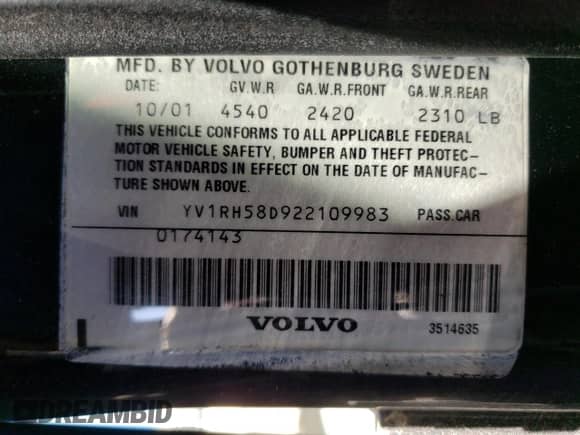 MFD. BY VOLVO GOTHENBURG SWEDEN
DATE: GV.W.R GA.W.R.FRONT GA.W.R.REAR
10/01 4540 2420 2310 LB
THIS VEHICLE CONFORMS TO ALL APPLICABLE FEDERAL
MOTOR VEHICLE SAFETY, BUMPER AND THEFT PROTEC-
TION STANDARDS IN EFFECT ON THE DATE OF MANUFAC-
TURE SHOWN ABOVE.
VIN YV1RH58D922109983 PASS.CAR
0174143
VOLVO 3514635
DREAMBID